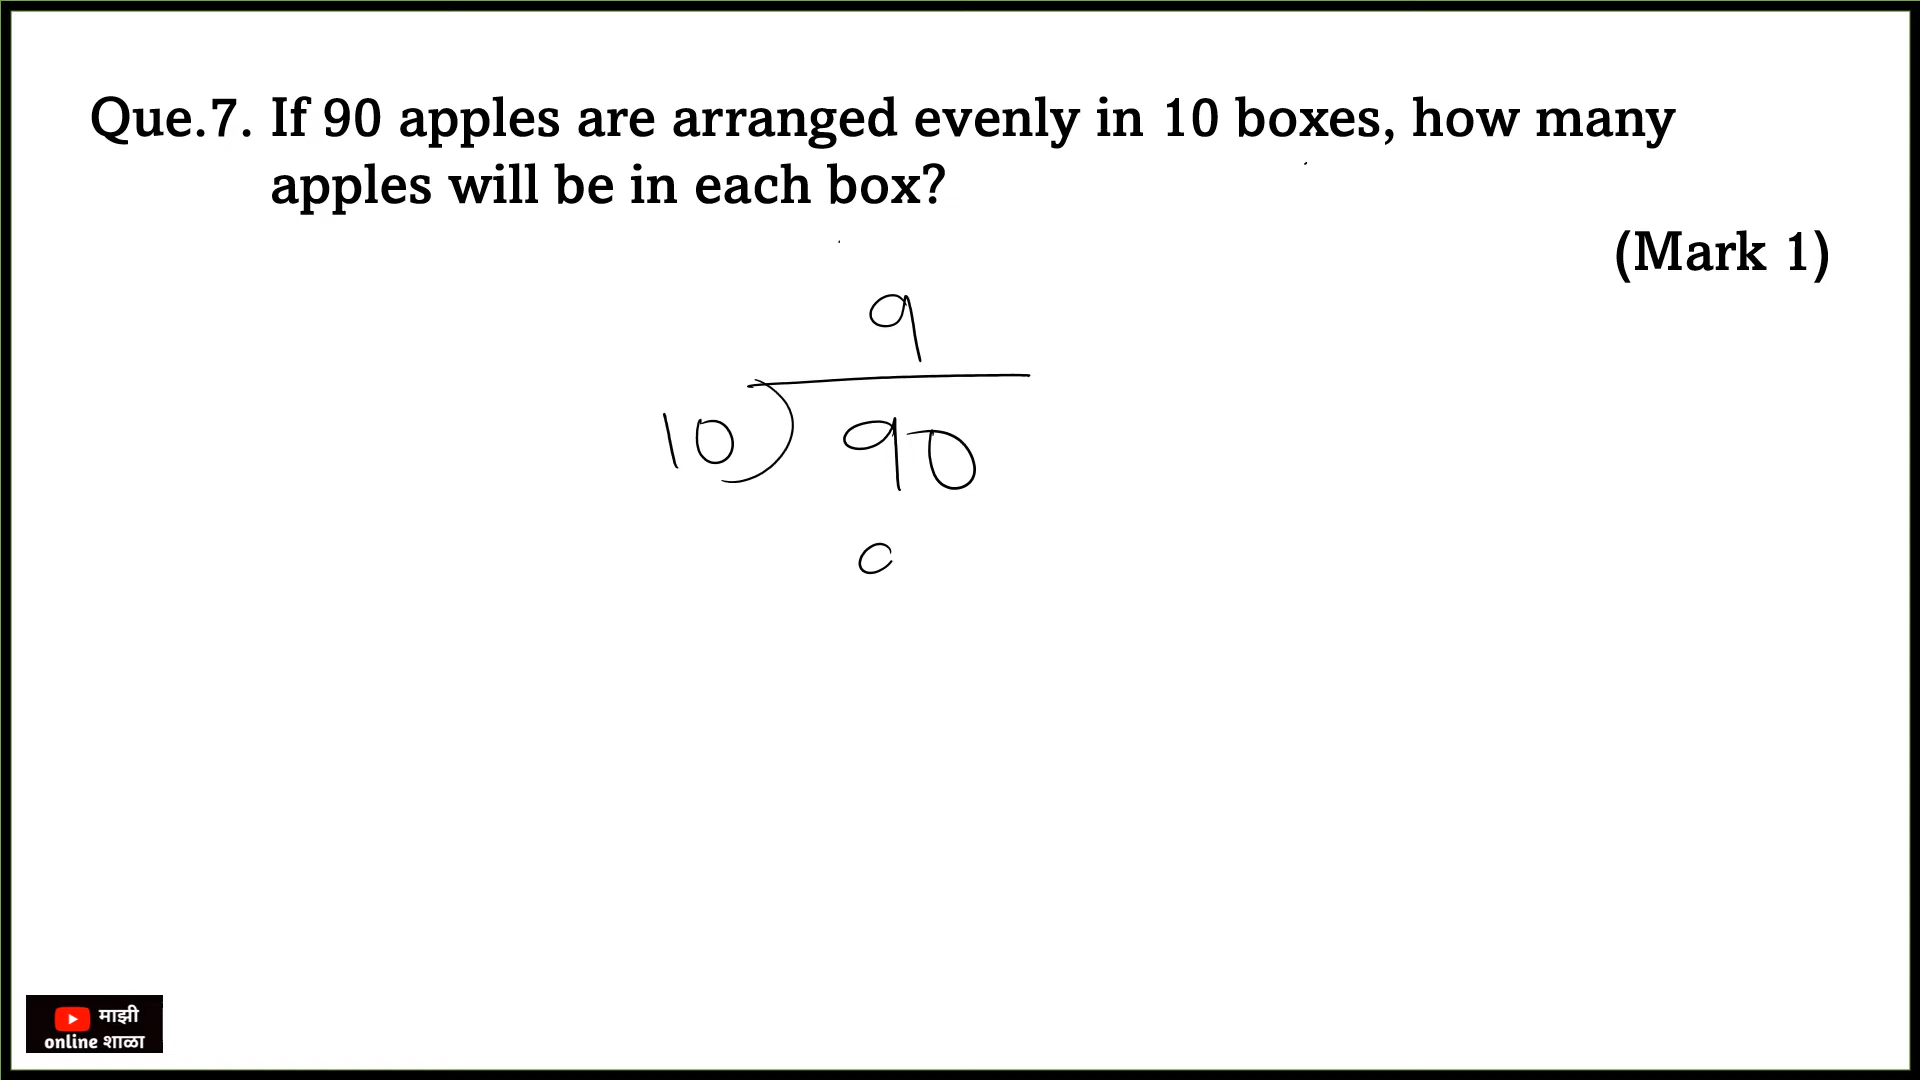 Que.7. If 90 apples are arranged evenly in 10 boxes, how many
apples will be in each box?
(Mark 1)
9
10) 90
0
माझी
online शाळा